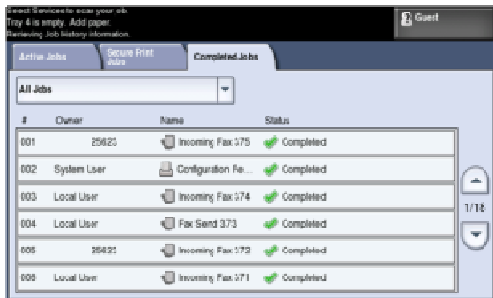 Select Services to scan your job.
Tray 4 is empty. Add paper.
Retrieving Job History information.
Guest
Active Jobs
Secure Print
Jobs
Completed Jobs
All Jobs
# Owner Name Status
001 25623 Incoming Fax 375 Completed
002 System User Configuration Re... Completed
003 Local User Incoming Fax 374 Completed
004 Local User Fax Send 373 Completed
005 25623 Incoming Fax 372 Completed
006 Local User Incoming Fax 371 Completed
1/16